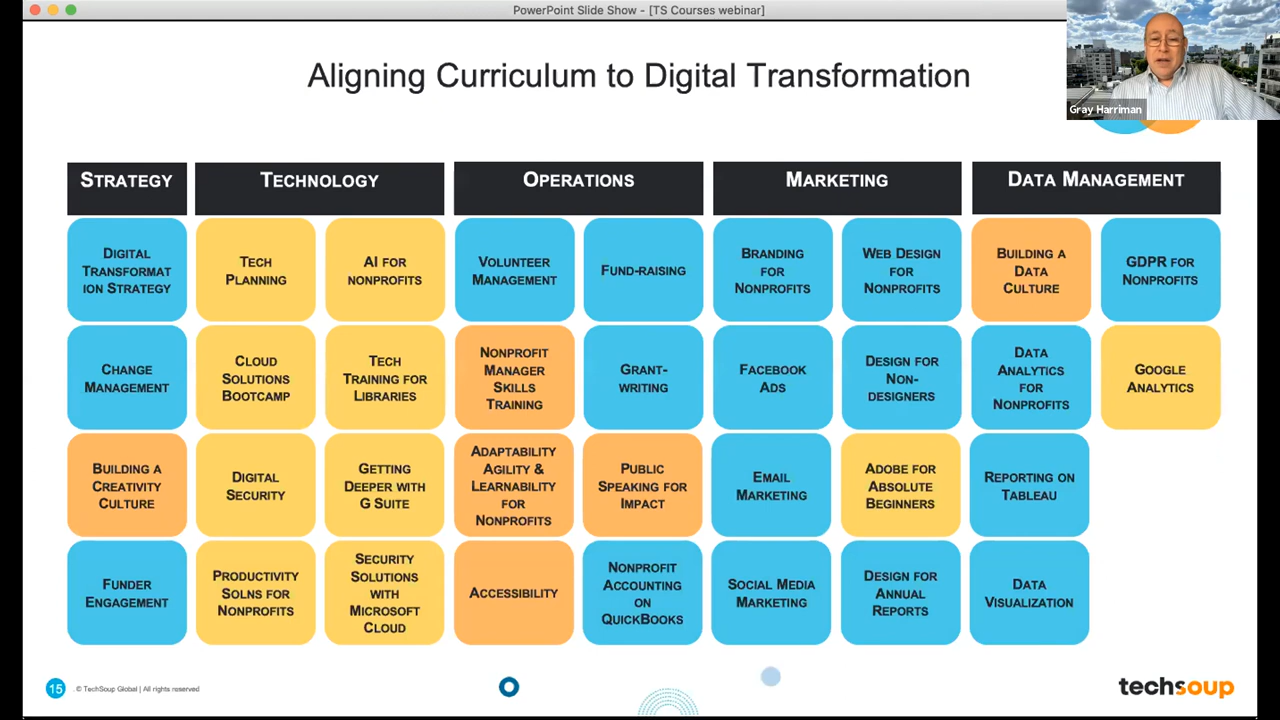 PowerPoint Slide Show - [TS Courses webinar]
Aligning Curriculum to Digital Transformation
Gray Harriman
STRATEGY
TECHNOLOGY
OPERATIONS
MARKETING
DATA MANAGEMENT
DIGITAL
TRANSFORMAT
ION STRATEGY
TECH
PLANNING
AI FOR
NONPROFITS
VOLUNTEER
MANAGEMENT
FUND-RAISING
BRANDING
FOR
NONPROFITS
WEB DESIGN
FOR
NONPROFITS
BUILDING A
DATA
CULTURE
GDPR FOR
NONPROFITS
CHANGE
MANAGEMENT
CLOUD
SOLUTIONS
BOOTCAMP
TECH
TRAINING FOR
LIBRARIES
NONPROFIT
MANAGER
SKILLS
TRAINING
GRANT-
WRITING
FACEBOOK
ADS
DESIGN FOR
NON-
DESIGNERS
DATA
ANALYTICS
FOR
NONPROFITS
GOOGLE
ANALYTICS
BUILDING A
CREATIVITY
CULTURE
DIGITAL
SECURITY
GETTING
DEEPER WITH
G SUITE
ADAPTABILITY
AGILITY &
LEARNABILITY
FOR
NONPROFITS
PUBLIC
SPEAKING FOR
IMPACT
EMAIL
MARKETING
ADOBE FOR
ABSOLUTE
BEGINNERS
REPORTING ON
TABLEAU
FUNDER
ENGAGEMENT
PRODUCTIVITY
SOLNS FOR
NONPROFITS
SECURITY
SOLUTIONS
WITH
MICROSOFT
CLOUD
ACCESSIBILITY
NONPROFIT
ACCOUNTING
ON
QUICKBOOKS
SOCIAL MEDIA
MARKETING
DESIGN FOR
ANNUAL
REPORTS
DATA
VISUALIZATION
15 . © TechSoup Global | All rights reserved
techsoup